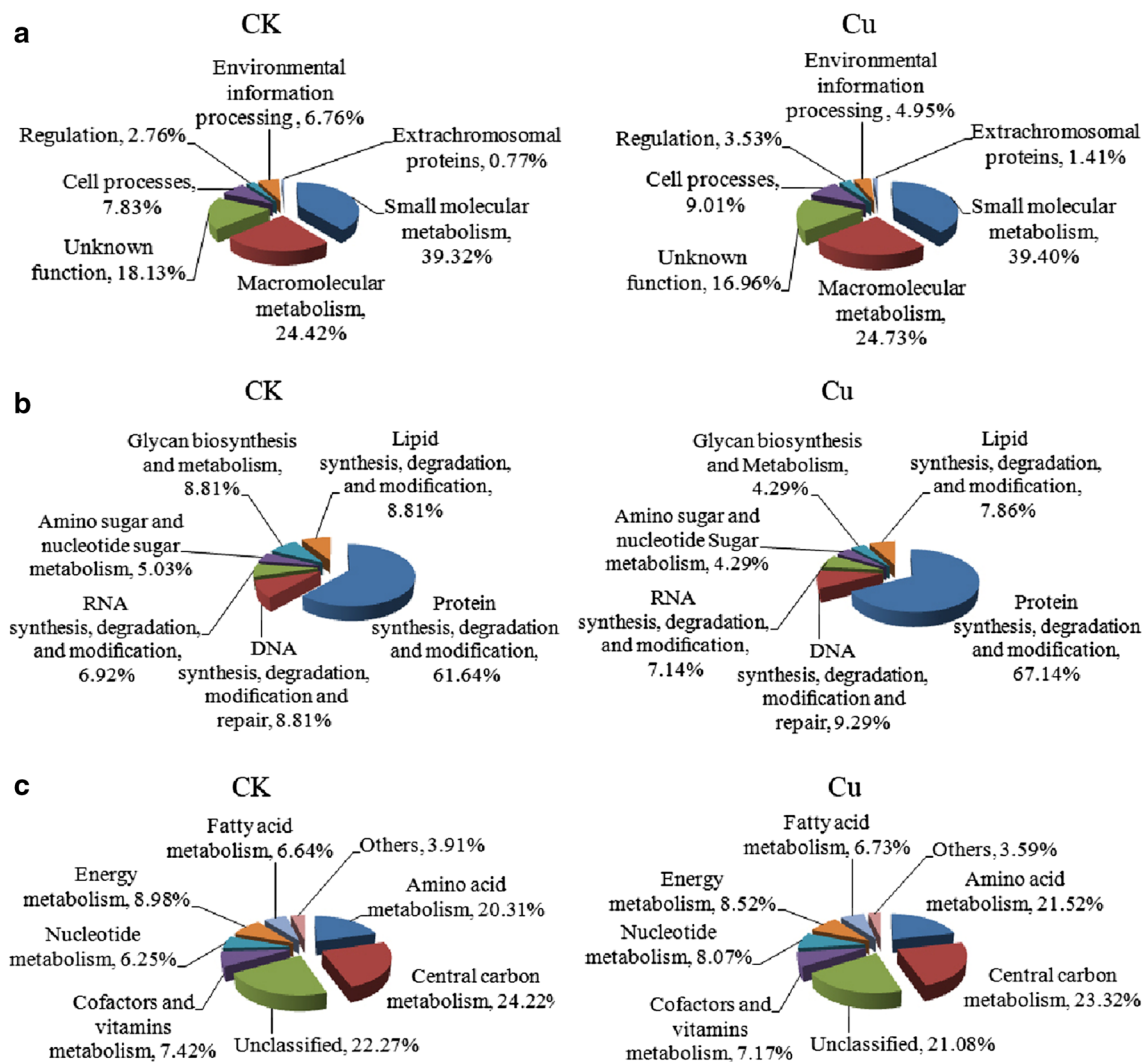 a
CK
Environmental
information
processing , 6.76%
Regulation, 2.76%
Extrachromosomal
proteins, 0.77%
Cell processes,
7.83%
Small molecular
metabolism,
39.32%
Unknown
function, 18.13%
Macromolecular
metabolism,
24.42%
Cu
Environmental
information
processing, 4.95%
Regulation, 3.53%
Extrachromosomal
proteins, 1.41%
Cell processes,
9.01%
Small molecular
metabolism,
39.40%
Unknown
function, 16.96%
Macromolecular
metabolism,
24.73%
b
CK
Glycan biosynthesis
and metabolism,
8.81%
Lipid
synthesis, degradation,
and modification,
8.81%
Amino sugar and
nucleotide sugar
metabolism, 5.03%
RNA
synthesis, degradation,
and modification,
6.92%
DNA
synthesis, degradation,
modification and
repair, 8.81%
Protein
synthesis, degradation
and modification,
61.64%
Cu
Glycan biosynthesis
and Metabolism,
4.29%
Lipid
synthesis, degradation,
and modification,
7.86%
Amino sugar and
nucleotide Sugar
metabolism, 4.29%
RNA
synthesis, degradation,
and modification,
7.14%
DNA
synthesis, degradation,
modification and
repair, 9.29%
Protein
synthesis, degradation
and modification,
67.14%
c
CK
Fatty acid
metabolism, 6.64%
Others, 3.91%
Energy
metabolism, 8.98%
Amino acid
metabolism, 20.31%
Nucleotide
metabolism, 6.25%
Central carbon
metabolism, 24.22%
Cofactors and
vitamins
metabolism, 7.42%
Unclassified, 22.27%
Cu
Fatty acid
metabolism, 6.73%
Others, 3.59%
Energy
metabolism, 8.52%
Amino acid
metabolism, 21.52%
Nucleotide
metabolism, 8.07%
Central carbon
metabolism, 23.32%
Cofactors and
vitamins
metabolism, 7.17%
Unclassified, 21.08%